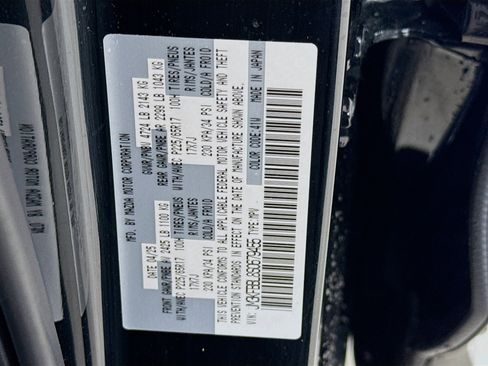 MFD. BY MAZDA MOTOR CORPORATION
DATE 04/25 GVWR/PNBV 4724 LB 2143 KG
FRONT GAWR/PNBE AV 2425 LB 1100 KG REAR GAWR/PNBE AR 2299 LB 1043 KG
WITH/AVEC P225/65R17 100H TIRES/PNEUS WITH/AVEC P225/65R17 100H TIRES/PNEUS
17X7J RIMS/JANTES 17X7J RIMS/JANTES
230 KPA/34 PSI COLD/A FROID 230 KPA/34 PSI COLD/A FROID
THIS VEHICLE CONFORMS TO ALL APPLICABLE FEDERAL MOTOR VEHICLE SAFETY AND THEFT
PREVENTION STANDARDS IN EFFECT ON THE DATE OF MANUFACTURE SHOWN ABOVE.
TYPE:MPV COLOR CODE:41W MADE IN JAPAN